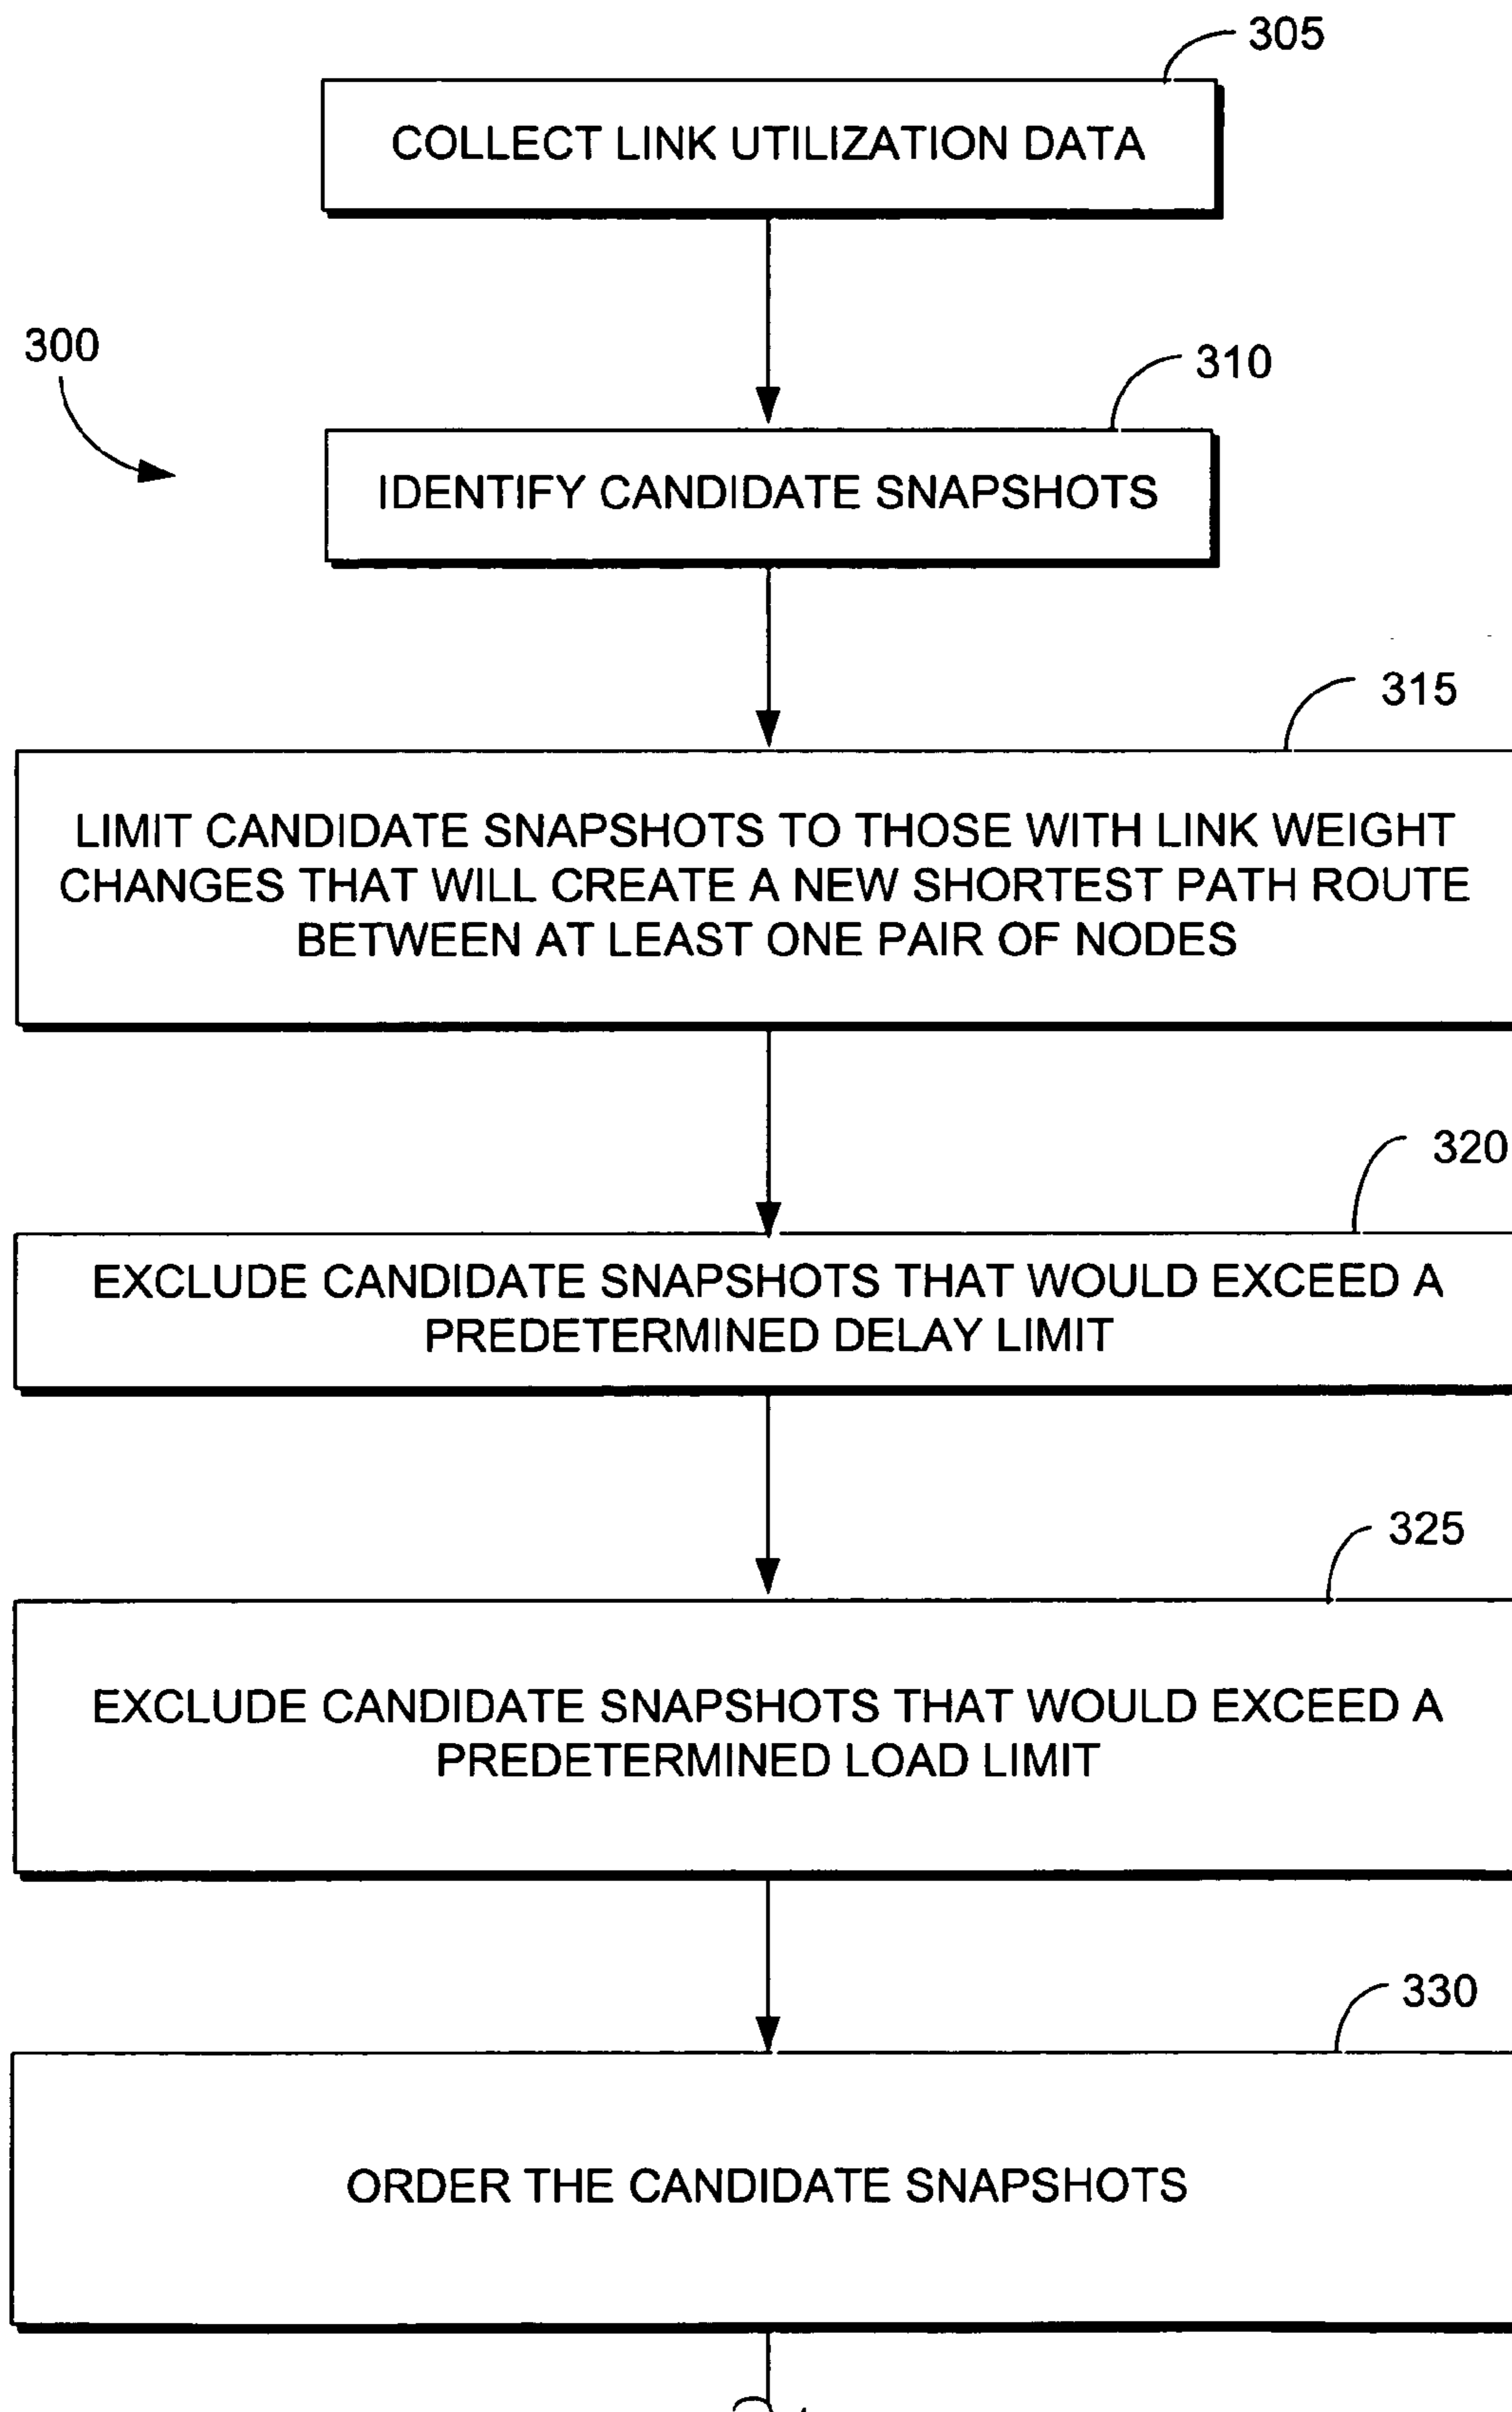 305
COLLECT LINK UTILIZATION DATA
300
310
IDENTIFY CANDIDATE SNAPSHOTS
315
LIMIT CANDIDATE SNAPSHOTS TO THOSE WITH LINK WEIGHT
CHANGES THAT WILL CREATE A NEW SHORTEST PATH ROUTE
BETWEEN AT LEAST ONE PAIR OF NODES
320
EXCLUDE CANDIDATE SNAPSHOTS THAT WOULD EXCEED A
PREDETERMINED DELAY LIMIT
325
EXCLUDE CANDIDATE SNAPSHOTS THAT WOULD EXCEED A
PREDETERMINED LOAD LIMIT
330
ORDER THE CANDIDATE SNAPSHOTS